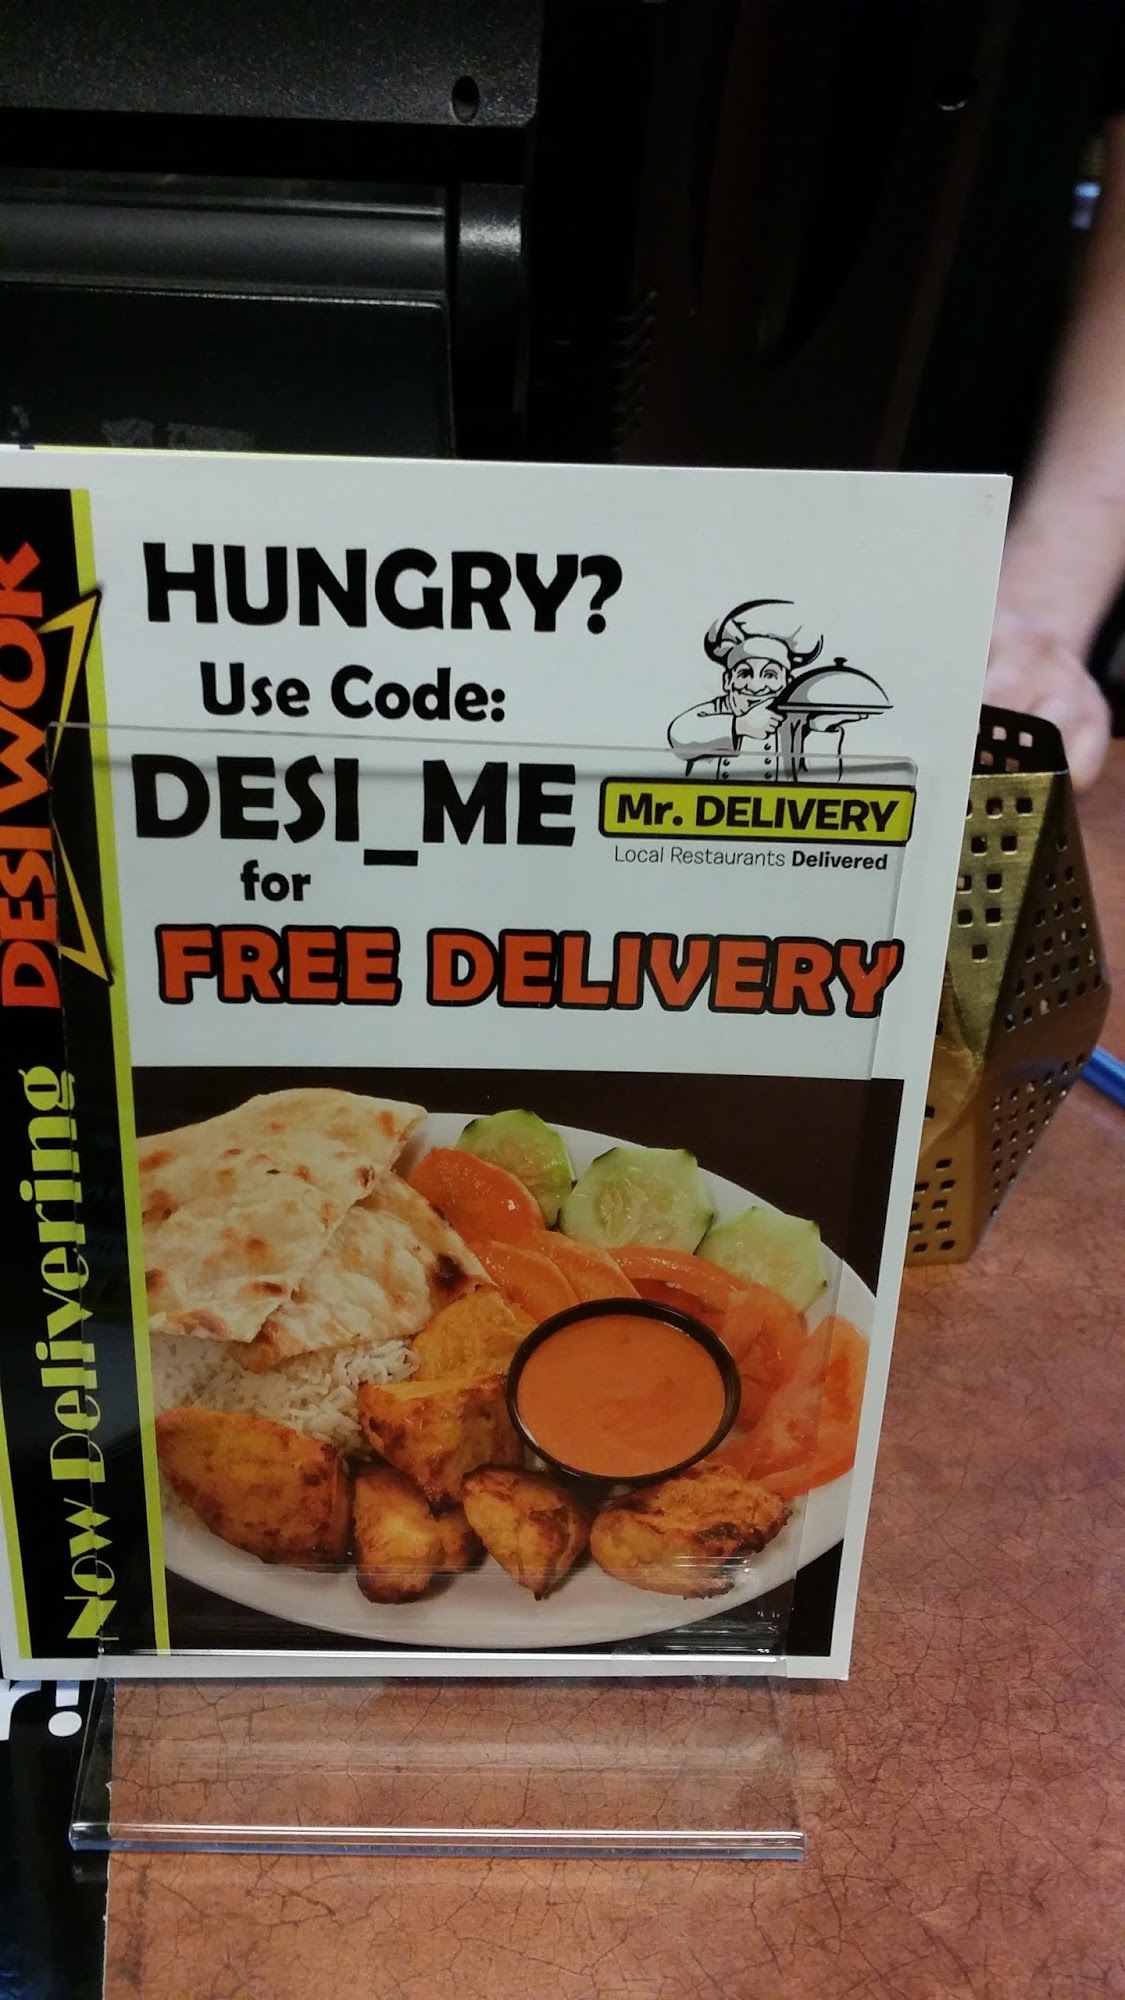 DESI WOK
Now Delivering
HUNGRY?
Use Code:
DESI_ME
for
FREE DELIVERY
Mr. DELIVERY
Local Restaurants Delivered